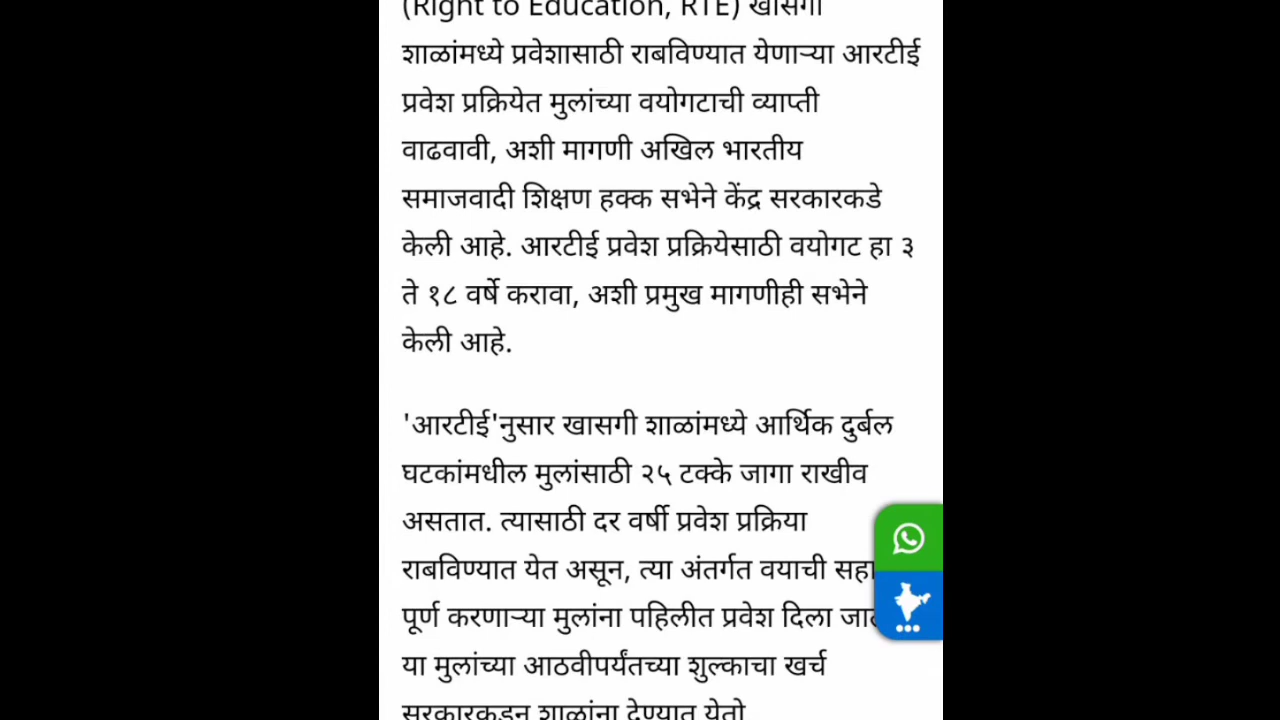 (Right to Education, RTE) खासगी
शाळांमध्ये प्रवेशासाठी राबविण्यात येणाऱ्या आरटीई
प्रवेश प्रक्रियेत मुलांच्या वयोगटाची व्याप्ती
वाढवावी, अशी मागणी अखिल भारतीय
समाजवादी शिक्षण हक्क सभेने केंद्र सरकारकडे
केली आहे. आरटीई प्रवेश प्रक्रियेसाठी वयोगट हा ३
ते १८ वर्षे करावा, अशी प्रमुख मागणीही सभेने
केली आहे.
'आरटीई'नुसार खासगी शाळांमध्ये आर्थिक दुर्बल
घटकांमधील मुलांसाठी २५ टक्के जागा राखीव
असतात. त्यासाठी दर वर्षी प्रवेश प्रक्रिया
राबविण्यात येत असून, त्या अंतर्गत वयाची
पूर्ण करणाऱ्या मुलांना पहिलीत प्रवेश दिला
या मुलांच्या आठवीपर्यंतच्या शुल्काचा खर्च
सरकारकडून शाळांना देण्यात येतो